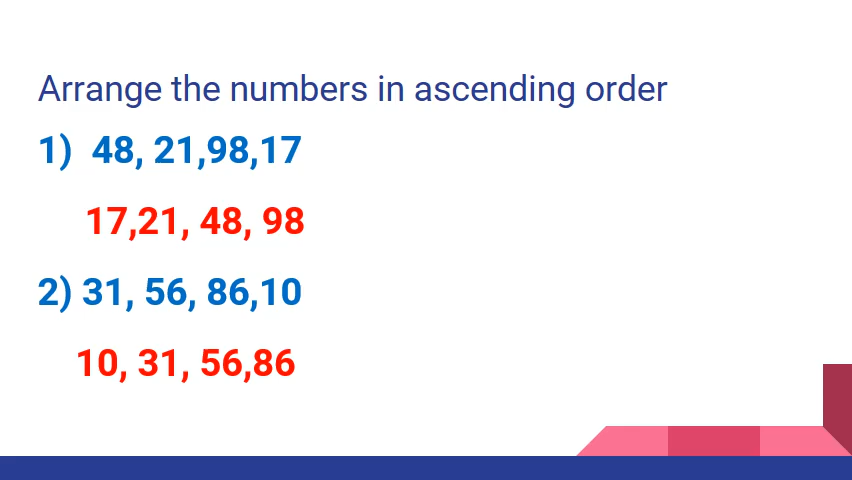 Arrange the numbers in ascending order
1) 48, 21,98,17
17,21, 48, 98
2) 31, 56, 86,10
10, 31, 56,86